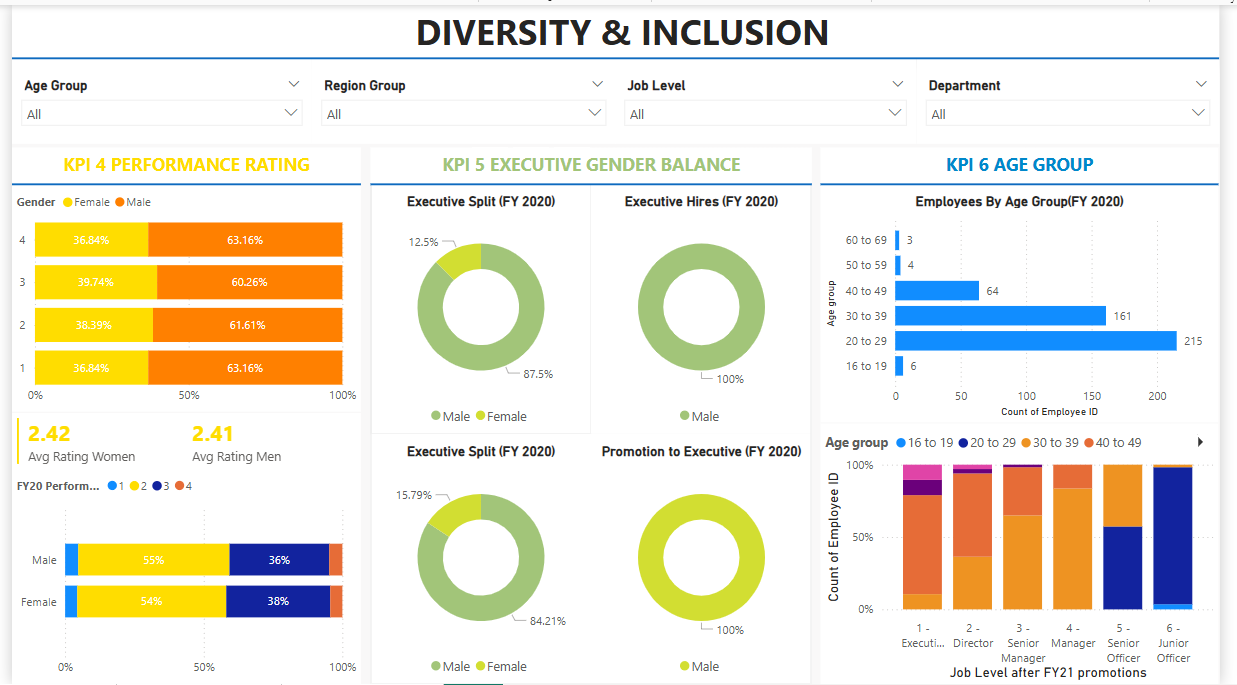 DIVERSITY & INCLUSION
Age Group
All
Region Group
All
Job Level
All
Department
All
KPI 4 PERFORMANCE RATING
Gender Female Male
4 36.84% 63.16%
3 39.74% 60.26%
2 38.39% 61.61%
1 36.84% 63.16%
0% 50% 100%
2.42
Avg Rating Women
2.41
Avg Rating Men
FY20 Perform... 1 2 3 4
Male 55% 36%
Female 54% 38%
0% 50% 100%
KPI 5 EXECUTIVE GENDER BALANCE
Executive Split (FY 2020)
12.5%
87.5%
Male Female
Executive Hires (FY 2020)
100%
Male
Executive Split (FY 2020)
15.79%
84.21%
Male Female
Promotion to Executive (FY 2020)
100%
Male
KPI 6 AGE GROUP
Employees By Age Group(FY 2020)
Age group
60 to 69 3
50 to 59 4
40 to 49 64
30 to 39 161
20 to 29 215
16 to 19 6
0 50 100 150 200
Count of Employee ID
Age group 16 to 19 20 to 29 30 to 39 40 to 49
Count of Employee ID
100%
50%
0%
1 -
Executi...
2 -
Director
3 -
Senior
Manager
4 -
Manager
5 -
Senior
Officer
6 -
Junior
Officer
Job Level after FY21 promotions